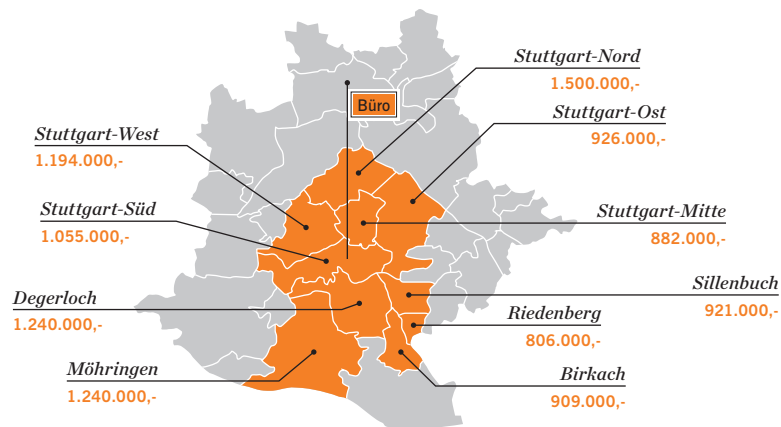 Stuttgart-Nord
1.500.000,-
Büro
Stuttgart-Ost
926.000,-
Stuttgart-West
1.194.000,-
Stuttgart-Süd
1.055.000,-
Stuttgart-Mitte
882.000,-
Degerloch
1.240.000,-
Sillenbuch
921.000,-
Riedenberg
806.000,-
Möhringen
1.240.000,-
Birkach
909.000,-